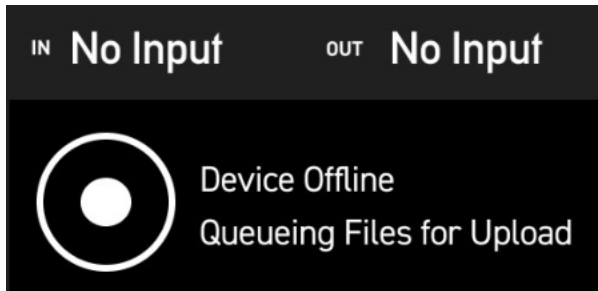 IN No Input OUT No Input
Device Offline
Queueing Files for Upload